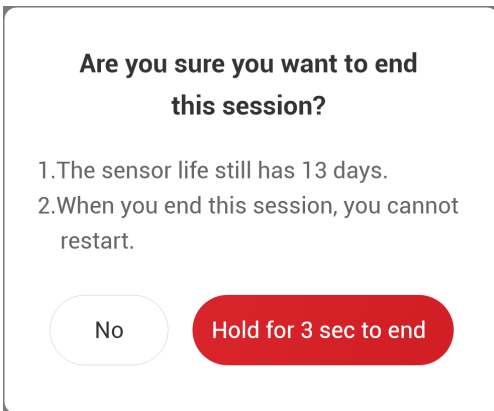 Are you sure you want to end
this session?
1.The sensor life still has 13 days.
2.When you end this session, you cannot
restart.
No
Hold for 3 sec to end